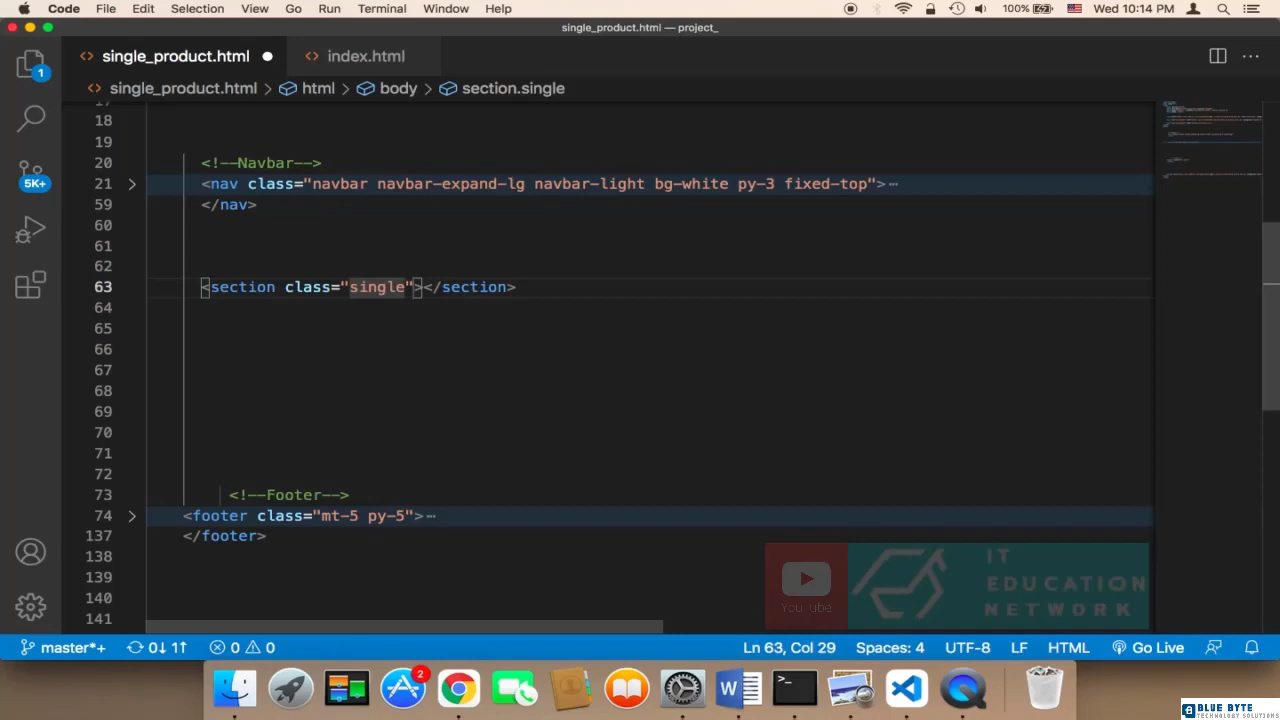 Code File Edit Selection View Go Run Terminal Window Help 100% Wed 10:14 PM
single_product.html — project_
single_product.html index.html
single_product.html > html > body > section.single
1
5K+
17
18
19
20 <!--Navbar-->
21 <nav class="navbar navbar-expand-lg navbar-light bg-white py-3 fixed-top">…
59 </nav>
60
61
62
63 <section class="single"></section>
64
65
66
67
68
69
70
71
72
73 <!--Footer-->
74 <footer class="mt-5 py-5">…
137 </footer>
138
139
140
141
YouTube
IT
EDUCATION
NETWORK
master*+ 0↓ 1↑ 0 0 Ln 63, Col 29 Spaces: 4 UTF-8 LF HTML Go Live
2
W
>_
BLUE BYTE
TECHNOLOGY SOLUTIONS